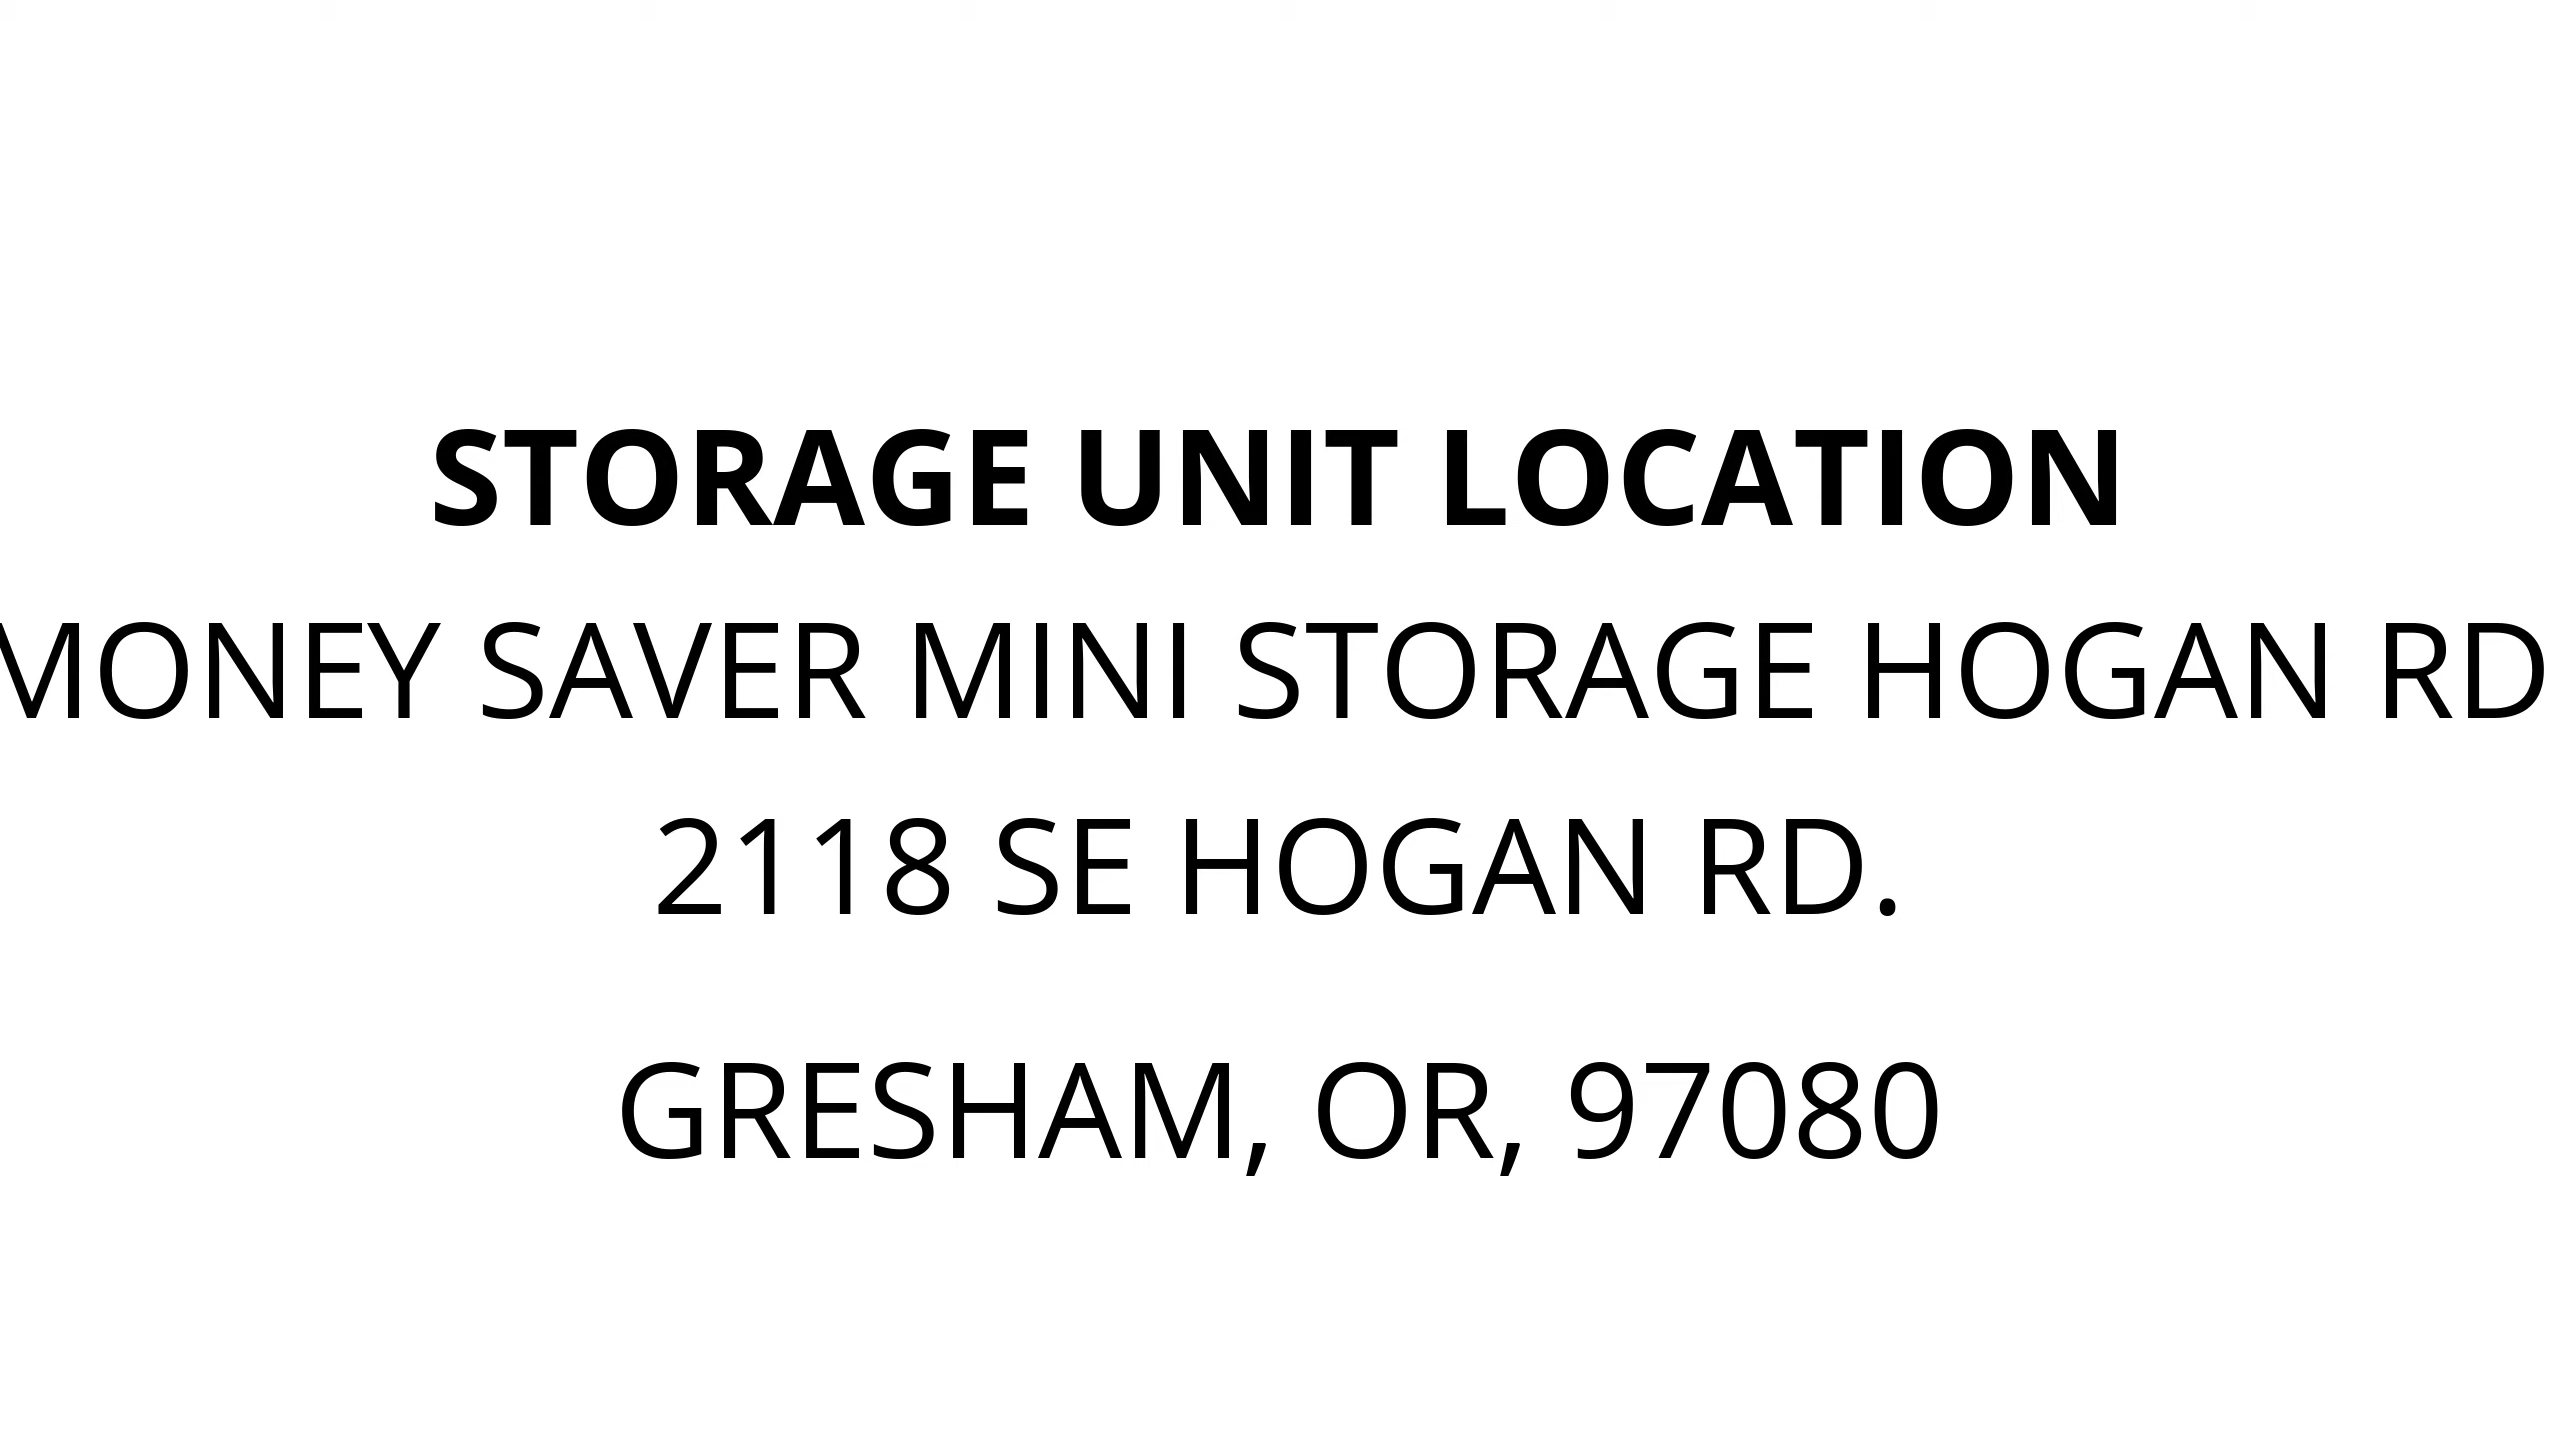 STORAGE UNIT LOCATION
MONEY SAVER MINI STORAGE HOGAN RD
2118 SE HOGAN RD.
GRESHAM, OR, 97080